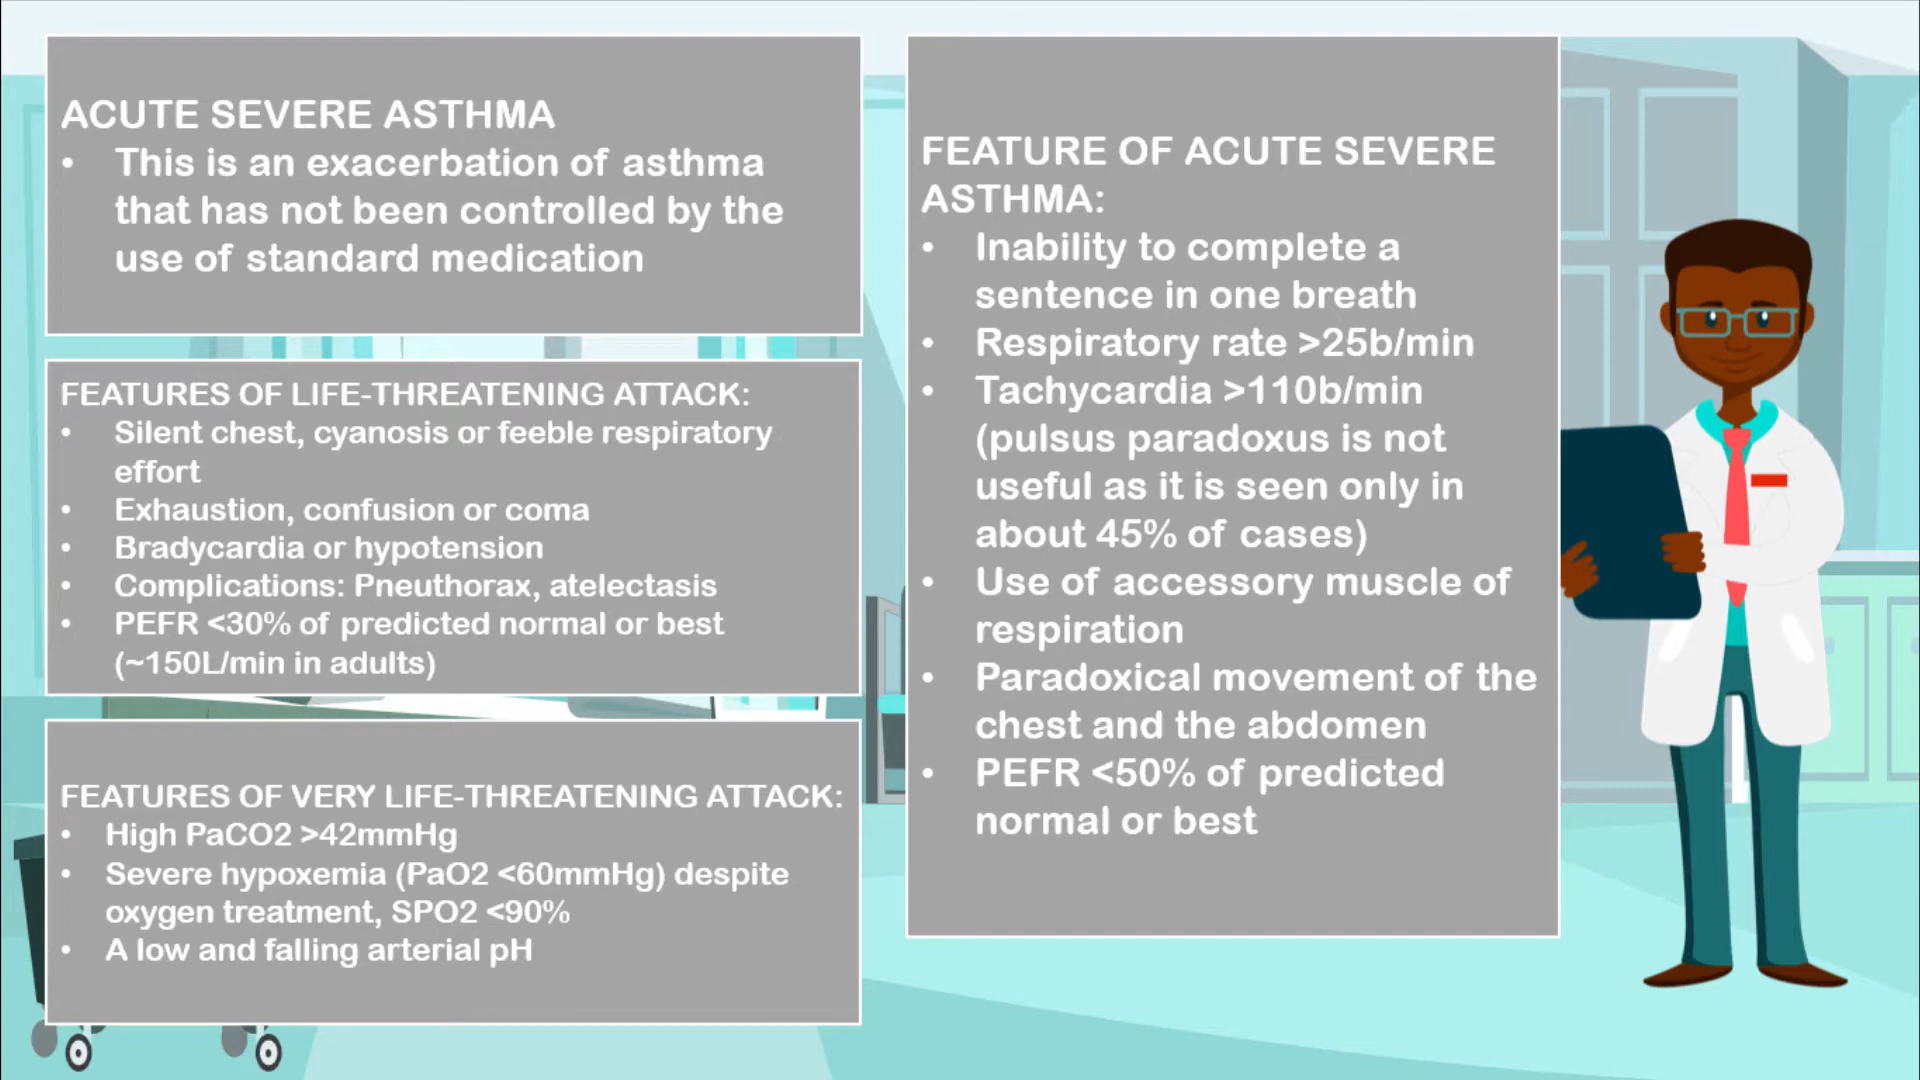 ACUTE SEVERE ASTHMA
• This is an exacerbation of asthma
that has not been controlled by the
use of standard medication
FEATURES OF LIFE-THREATENING ATTACK:
• Silent chest, cyanosis or feeble respiratory
effort
• Exhaustion, confusion or coma
• Bradycardia or hypotension
• Complications: Pneuthorax, atelectasis
• PEFR <30% of predicted normal or best
(~150L/min in adults)
FEATURES OF VERY LIFE-THREATENING ATTACK:
• High PaCO2 >42mmHg
• Severe hypoxemia (PaO2 <60mmHg) despite
oxygen treatment, SPO2 <90%
• A low and falling arterial pH
FEATURE OF ACUTE SEVERE
ASTHMA:
• Inability to complete a
sentence in one breath
• Respiratory rate >25b/min
• Tachycardia >110b/min
(pulsus paradoxus is not
useful as it is seen only in
about 45% of cases)
• Use of accessory muscle of
respiration
• Paradoxical movement of the
chest and the abdomen
• PEFR <50% of predicted
normal or best